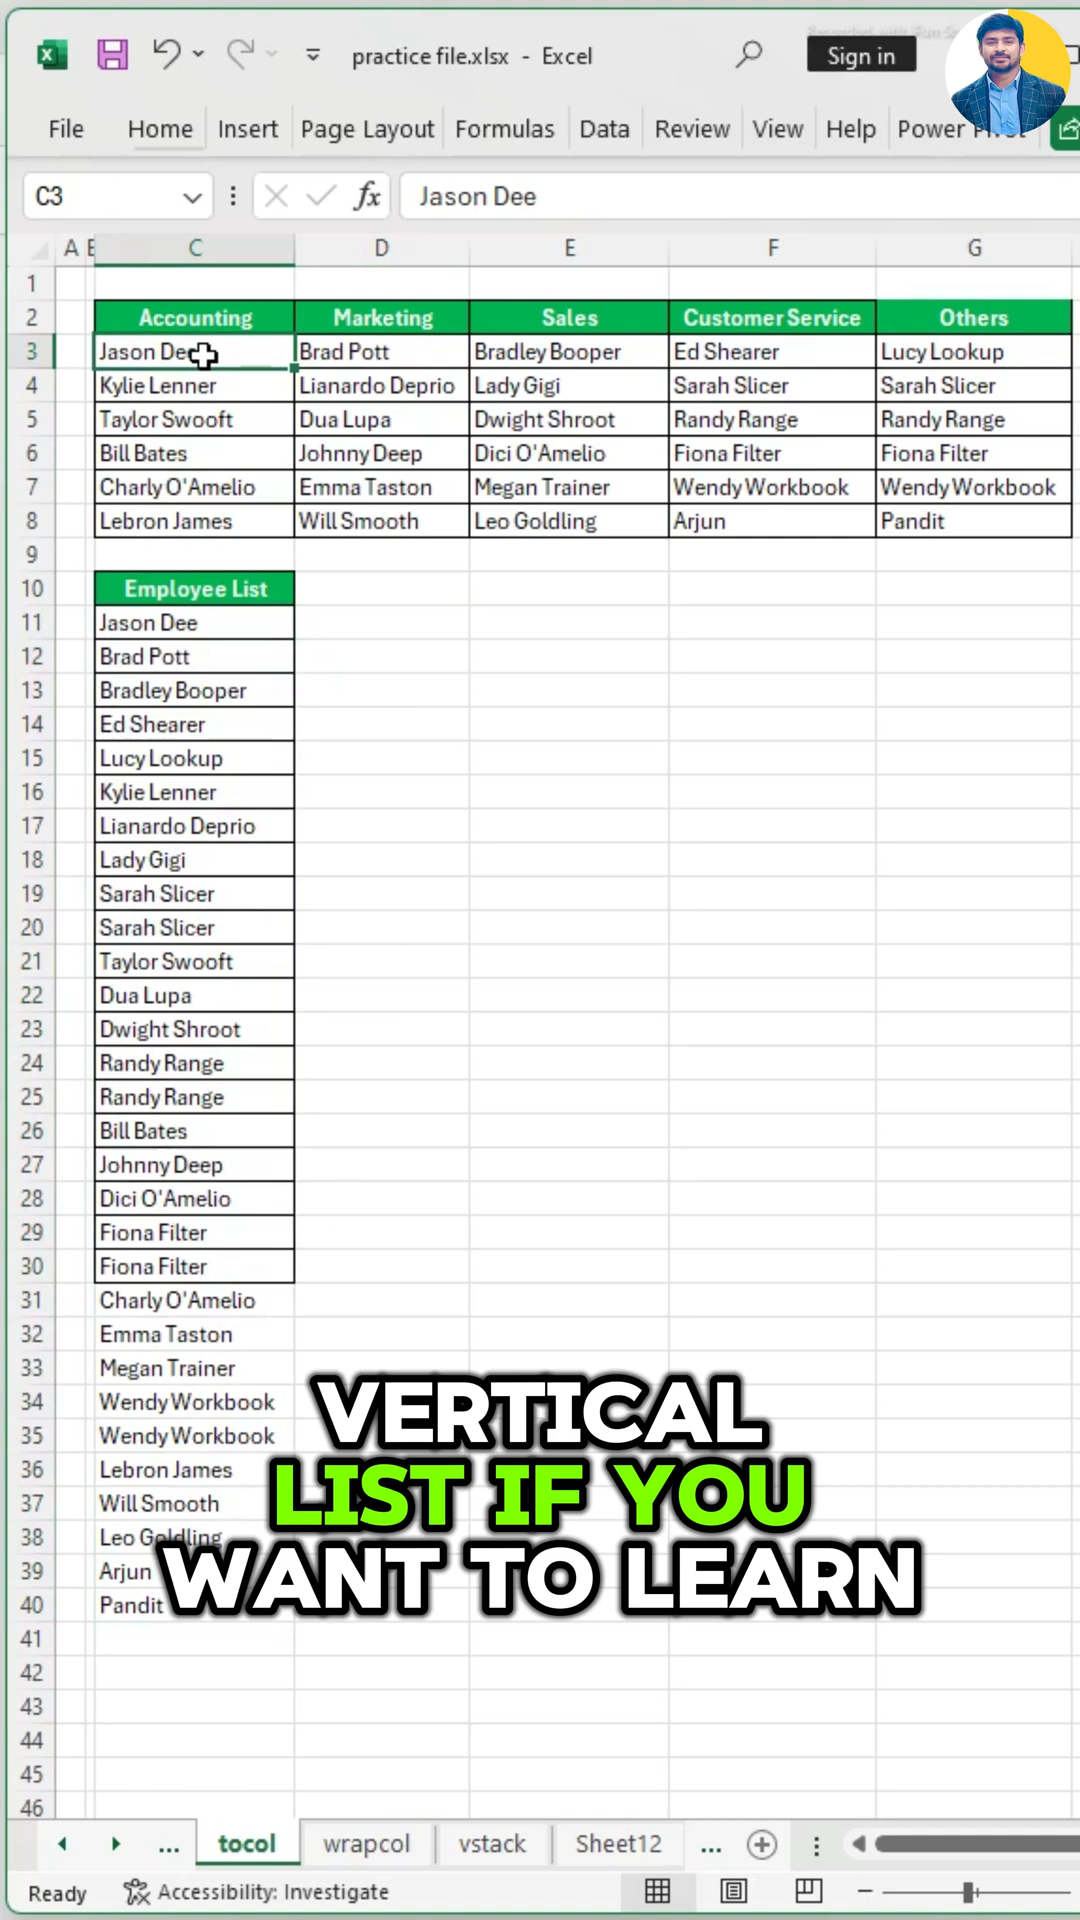 practice file.xlsx - Excel
Sign in
File Home Insert Page Layout Formulas Data Review View Help Power Pivot
C3 fx Jason Dee
A C D E F G
1
2 Accounting Marketing Sales Customer Service Others
3 Jason Dee Brad Pott Bradley Booper Ed Shearer Lucy Lookup
4 Kylie Lenner Lianardo Deprio Lady Gigi Sarah Slicer Sarah Slicer
5 Taylor Swooft Dua Lupa Dwight Shroot Randy Range Randy Range
6 Bill Bates Johnny Deep Dici O'Amelio Fiona Filter Fiona Filter
7 Charly O'Amelio Emma Taston Megan Trainer Wendy Workbook Wendy Workbook
8 Lebron James Will Smooth Leo Goldling Arjun Pandit
9
10 Employee List
11 Jason Dee
12 Brad Pott
13 Bradley Booper
14 Ed Shearer
15 Lucy Lookup
16 Kylie Lenner
17 Lianardo Deprio
18 Lady Gigi
19 Sarah Slicer
20 Sarah Slicer
21 Taylor Swooft
22 Dua Lupa
23 Dwight Shroot
24 Randy Range
25 Randy Range
26 Bill Bates
27 Johnny Deep
28 Dici O'Amelio
29 Fiona Filter
30 Fiona Filter
31 Charly O'Amelio
32 Emma Taston
33 Megan Trainer
34 Wendy Workbook
35 Wendy Workbook
36 Lebron James
37 Will Smooth
38 Leo Goldling
39 Arjun
40 Pandit
VERTICAL
LIST IF YOU
WANT TO LEARN
41
42
43
44
45
46
... tocol wrapcol vstack Sheet12 ...
Ready Accessibility: Investigate